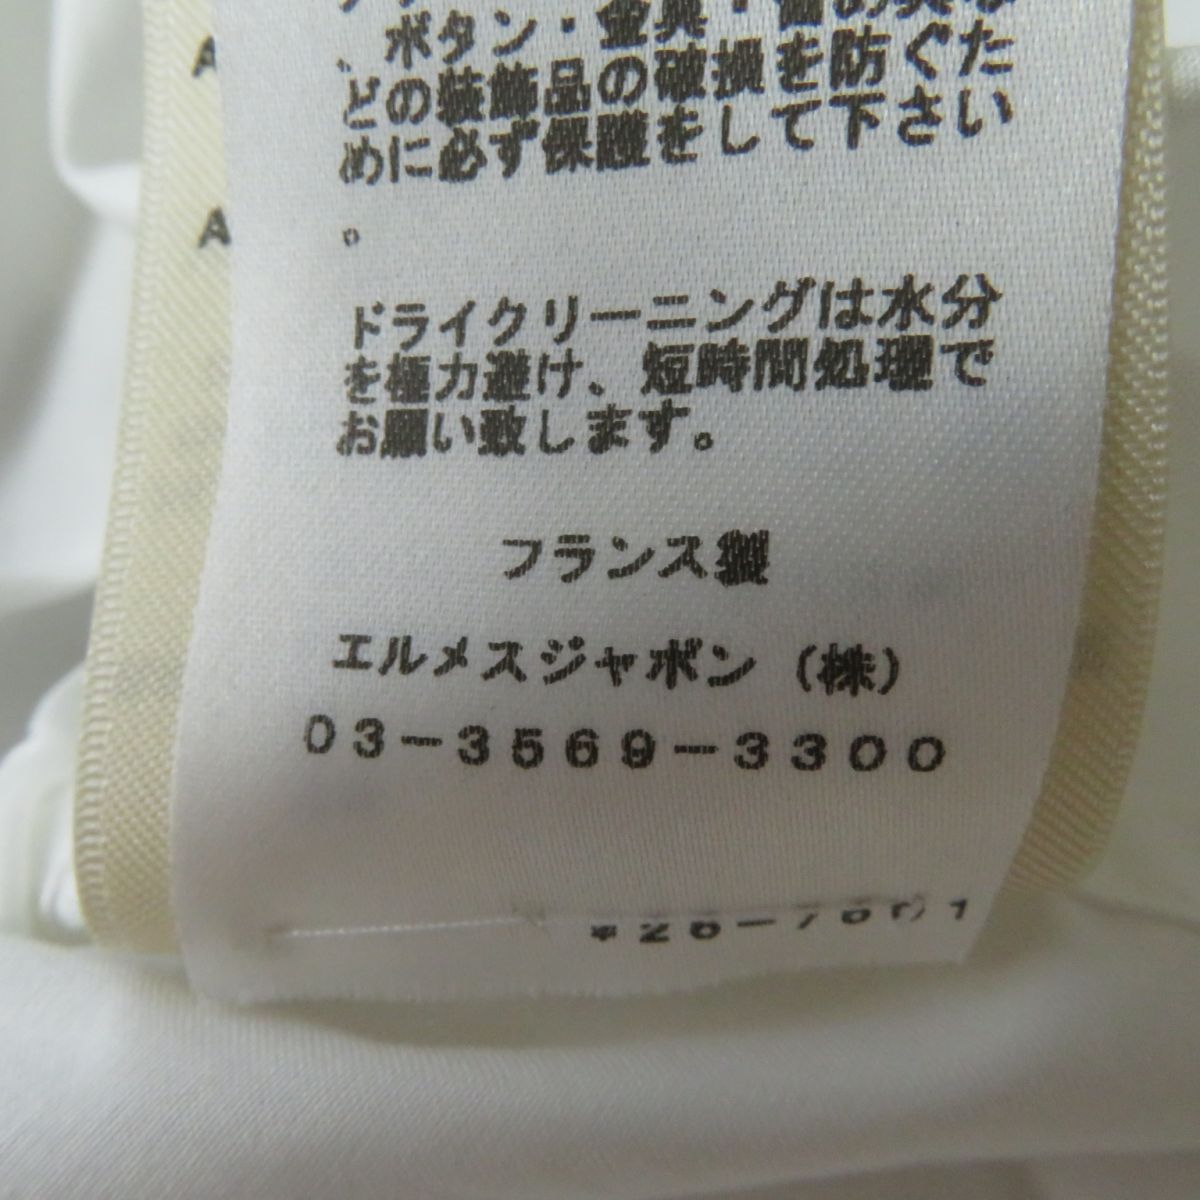 、ボタン・金具・
どの装飾品の破損を防ぐた
めに必ず保護をして下さい
。
ドライクリーニングは水分
を極力避け、短時間処理で
お願い致します。
フランス製
エルメスジャポン（株）
03-3569-3300
A
A